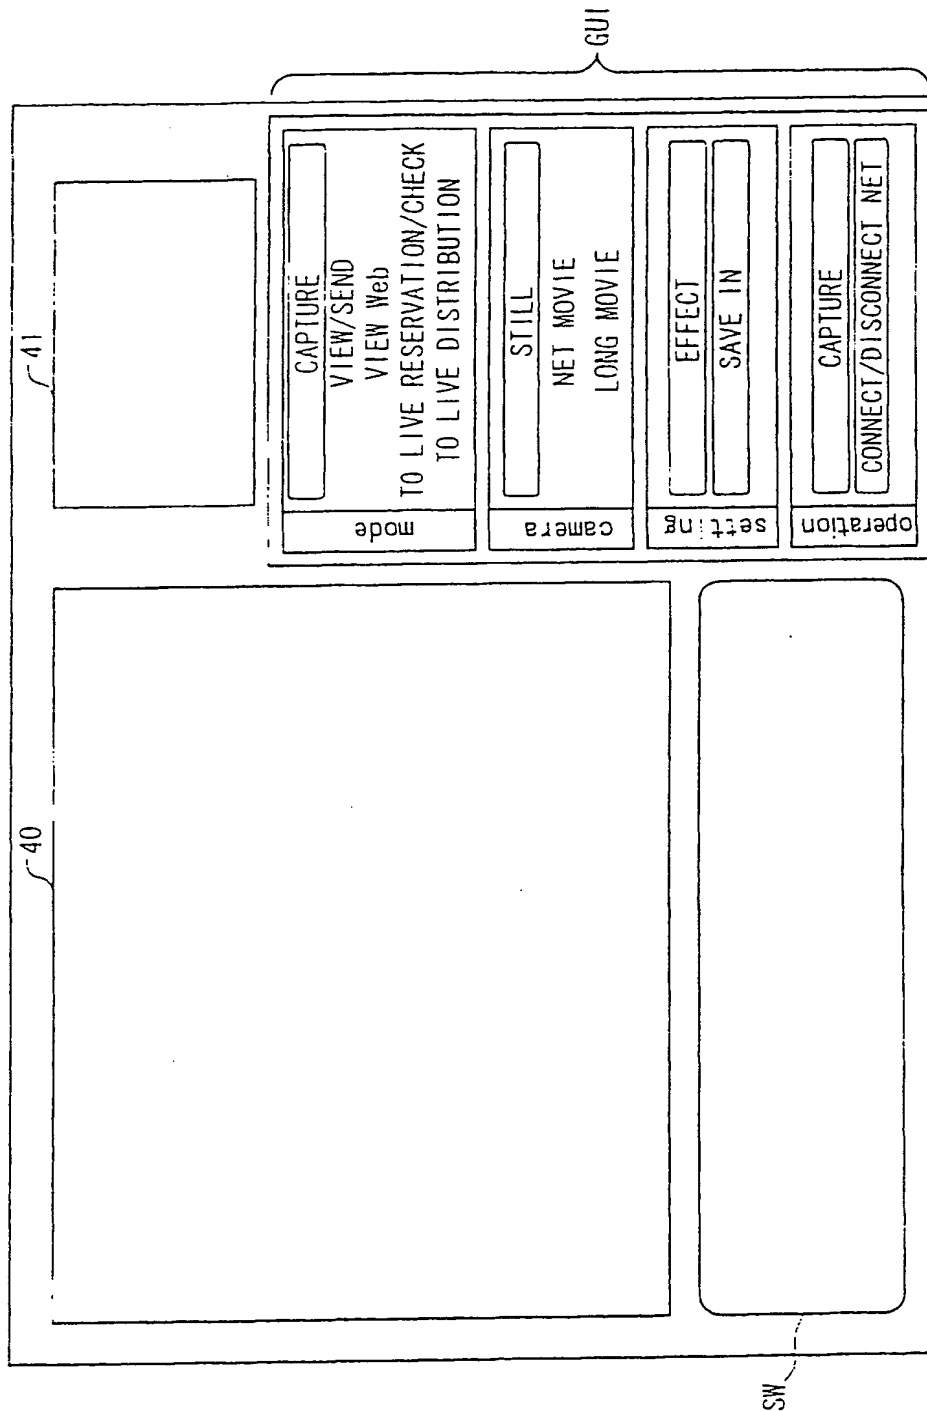 40
41
mode
CAPTURE
VIEW/SEND
VIEW Web
TO LIVE RESERVATION/CHECK
TO LIVE DISTRIBUTION
camera
STILL
NET MOVIE
LONG MOVIE
setting
EFFECT
SAVE IN
operation
CAPTURE
CONNECT/DISCONNECT NET
GUI
SW